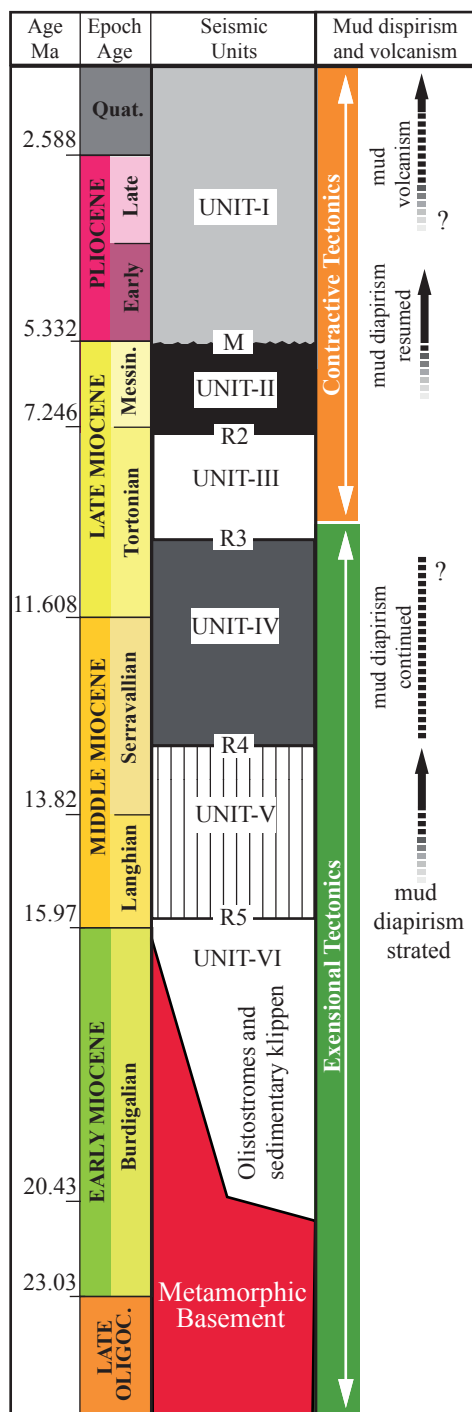 Age
Ma
Epoch
Age
Seismic
Units
Mud dispirism
and volcanism
2.588
5.332
7.246
11.608
13.82
15.97
20.43
23.03
Quat.
PLIOCENE
Late
Early
LATE MIOCENE
Messin.
Tortonian
MIDDLE MIOCENE
Serravallian
Langhian
EARLY MIOCENE
Burdigalian
LATE
OLIGOC.
UNIT-I
M
UNIT-II
R2
UNIT-III
R3
UNIT-IV
R4
UNIT-V
R5
UNIT-VI
Olistostromes and
sedimentary klippen
Metamorphic
Basement
Contractive Tectonics
Exensional Tectonics
mud
volcanism
?
mud diapirism
resumed
?
mud diapirism
continued
mud
diapirism
strated